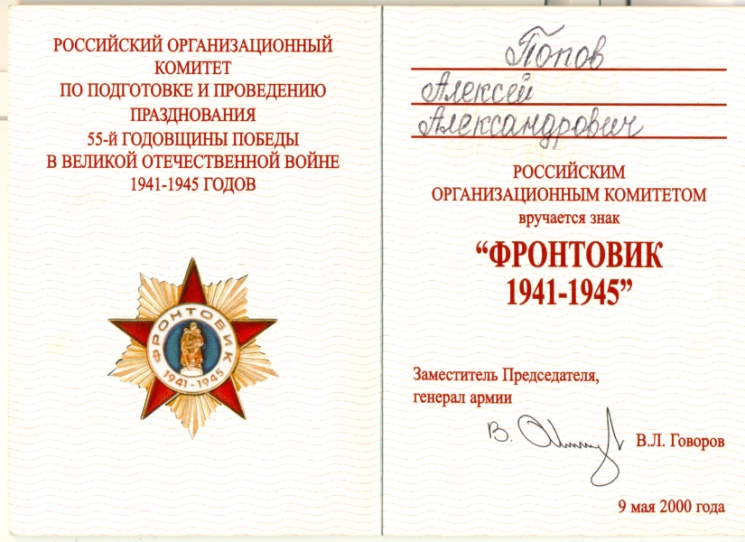 РОССИЙСКИЙ ОРГАНИЗАЦИОННЫЙ
КОМИТЕТ
ПО ПОДГОТОВКЕ И ПРОВЕДЕНИЮ
ПРАЗДНОВАНИЯ
55-й ГОДОВЩИНЫ ПОБЕДЫ
В ВЕЛИКОЙ ОТЕЧЕСТВЕННОЙ ВОЙНЕ
1941-1945 ГОДОВ
ФРОНТОВИК
1941-1945
Попов
Алексей
Александрович
РОССИЙСКИМ
ОРГАНИЗАЦИОННЫМ КОМИТЕТОМ
вручается знак
“ФРОНТОВИК
1941-1945”
Заместитель Председателя,
генерал армии
В.Л. Говоров
9 мая 2000 года